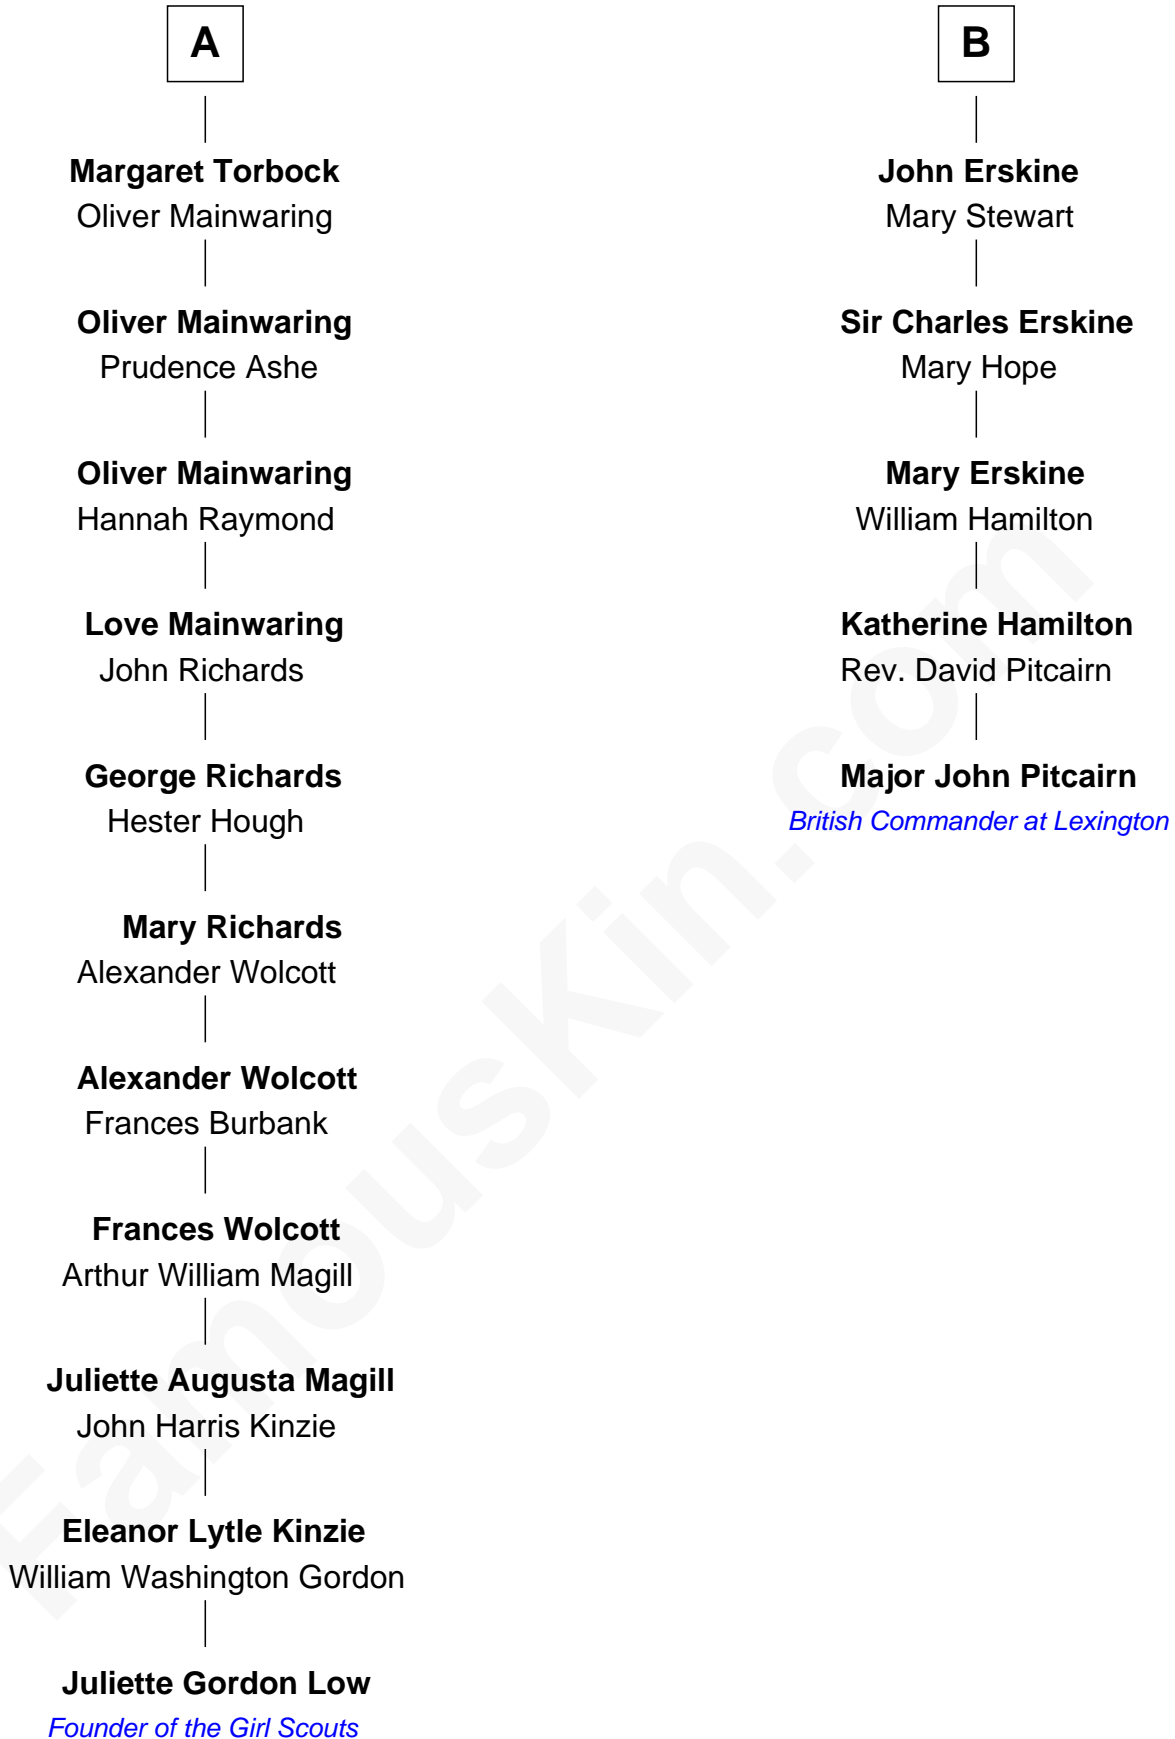 A
Margaret Torbock
Oliver Mainwaring
Oliver Mainwaring
Prudence Ashe
Oliver Mainwaring
Hannah Raymond
Love Mainwaring
John Richards
George Richards
Hester Hough
Mary Richards
Alexander Wolcott
Alexander Wolcott
Frances Burbank
Frances Wolcott
Arthur William Magill
Juliette Augusta Magill
John Harris Kinzie
Eleanor Lytle Kinzie
William Washington Gordon
Juliette Gordon Low
Founder of the Girl Scouts
B
John Erskine
Mary Stewart
Sir Charles Erskine
Mary Hope
Mary Erskine
William Hamilton
Katherine Hamilton
Rev. David Pitcairn
Major John Pitcairn
British Commander at Lexington
FamousKin.com